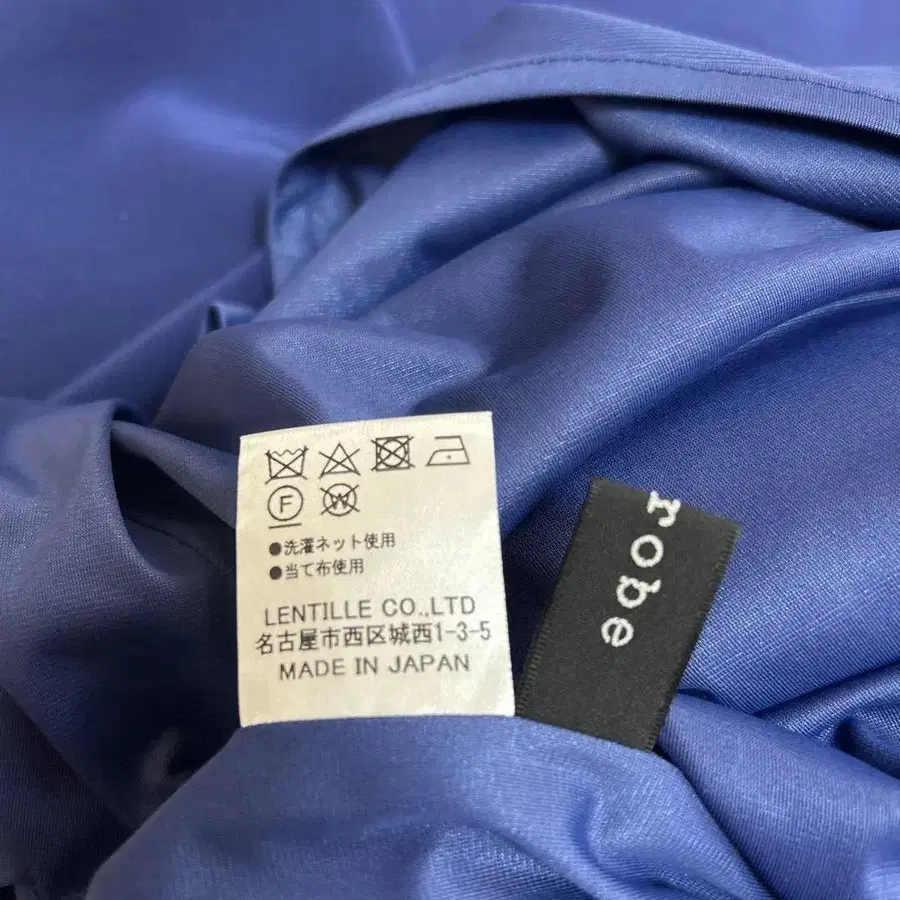 F W
●洗濯ネット使用
●当て布使用
LENTILLE CO.,LTD
名古屋市西区城西1-3-5
MADE IN JAPAN
robe